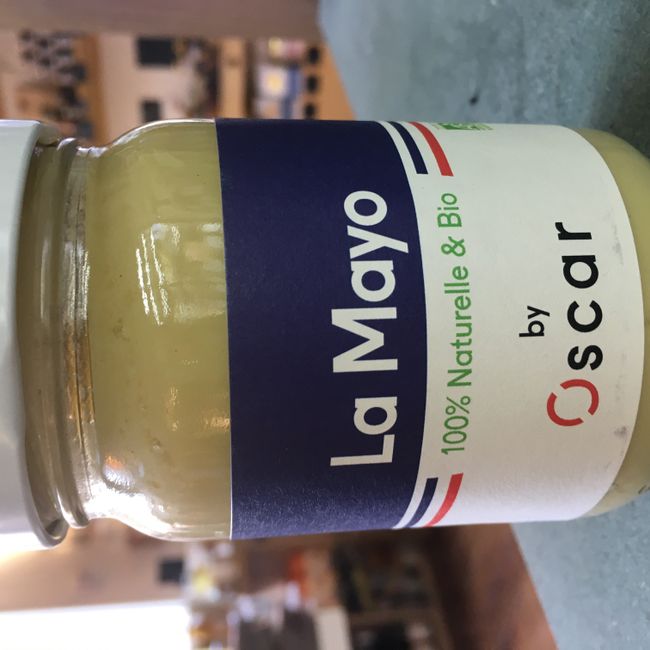 La Mayo
100% Naturelle & Bio
by
Oscar